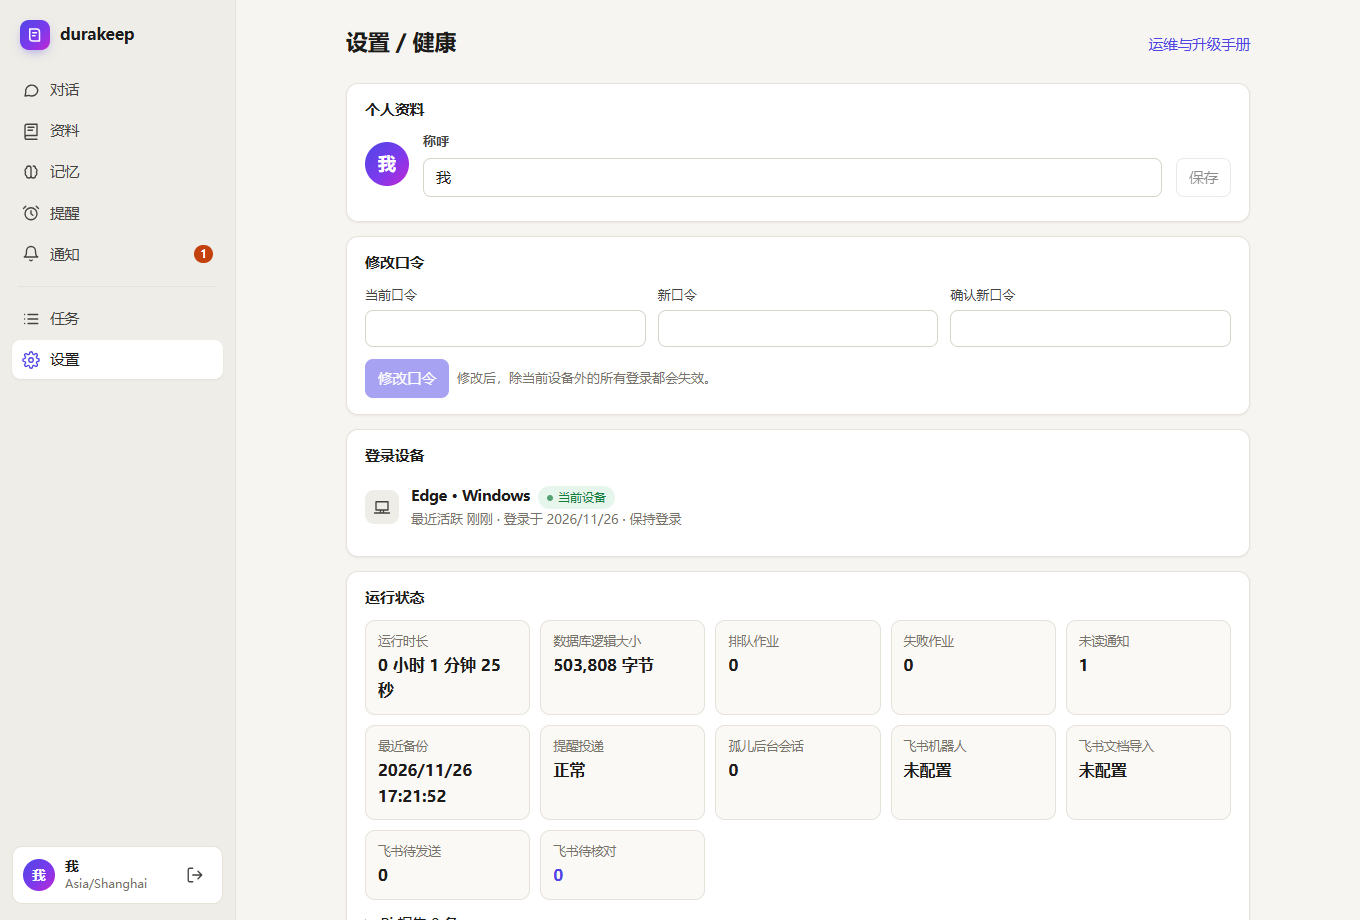 durakeep
对话
资料
记忆
提醒
通知
1
任务
设置
我
我
Asia/Shanghai
设置 / 健康
运维与升级手册
个人资料
我
称呼
我
保存
修改口令
当前口令
新口令
确认新口令
修改口令
修改后，除当前设备外的所有登录都会失效。
登录设备
Edge • Windows
当前设备
最近活跃 刚刚 · 登录于 2026/11/26 · 保持登录
运行状态
运行时长
0 小时 1 分钟 25
秒
数据库逻辑大小
503,808 字节
排队作业
0
失败作业
0
未读通知
1
最近备份
2026/11/26
17:21:52
提醒投递
正常
孤儿后台会话
0
飞书机器人
未配置
飞书文档导入
未配置
飞书待发送
0
飞书待核对
0